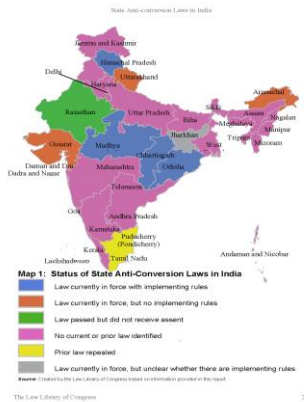 State Anti-conversion Laws in India
Jammu and Kashmir
Himachal Pradesh
Delhi
Uttarakhand
Haryana
Arunachal
Rajasthan
Uttar Pradesh
Sikk
Assam
Nagalan
Biha
Meghalaya
Manipur
Gujarat
Madhya
Jharkhan
Tripura
Mizoram
West
Daman and Diu
Chhattisgarh
Dadra and Nagar
Odisha
Maharashtra
Telangana
Goa
Andhra Pradesh
Karnataka
Puducherry
(Pondicherry)
Andaman and Nicobar
Kerala
Tamil Nadu
Lackshadweem
Map 1: Status of State Anti-Conversion Laws in India
Law currently in force with implementing rules
Law currently in force, but no implementing rules
Law passed but did not receive assent
No current or prior law identified
Prior law repealed
Law currently in force, but unclear whether there are implementing rules
Source: Created by the Law Library of Congress based on information provided in this report.
The Law Library of Congress